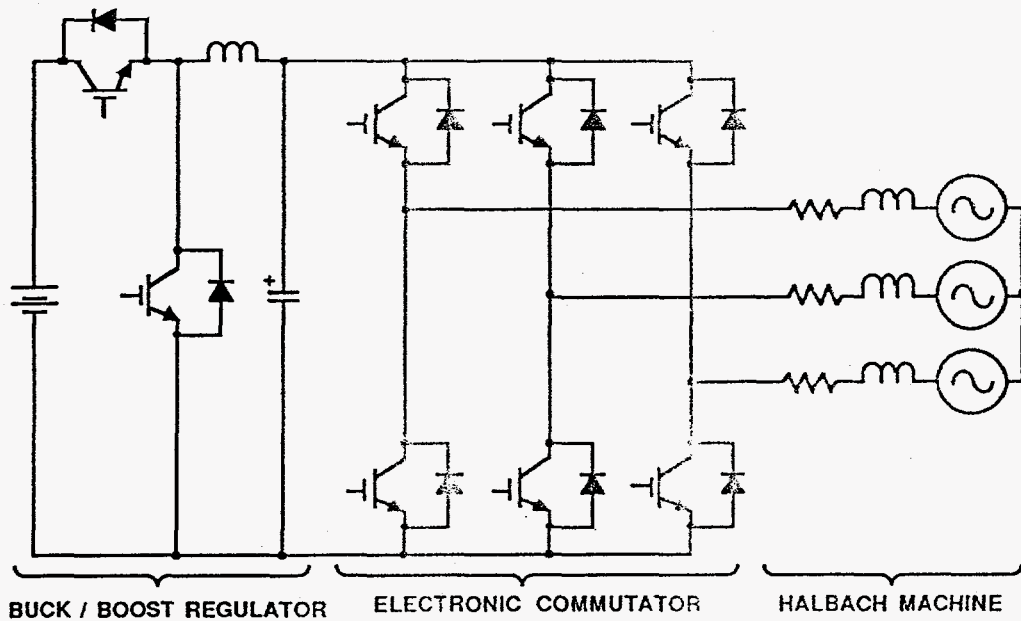 +
BUCK / BOOST REGULATOR
ELECTRONIC COMMUTATOR
HALBACH MACHINE